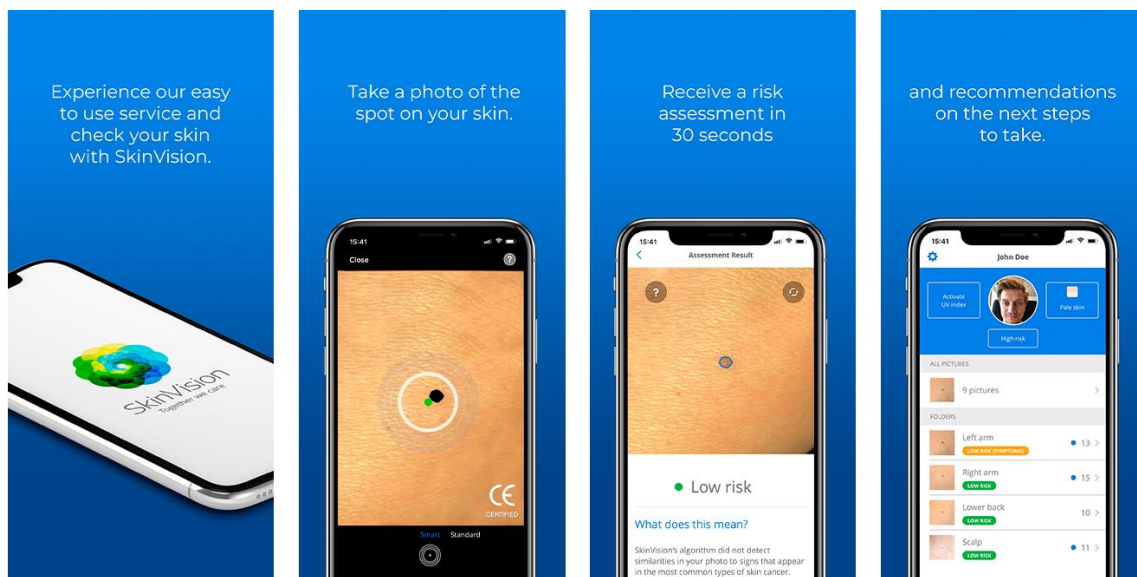 Experience our easy
to use service and
check your skin
with SkinVision.
SkinVision
Together we care
Take a photo of the
spot on your skin.
15:41
Close
?
CE
CERTIFIED
Smart Standard
Receive a risk
assessment in
30 seconds
15:41
Assessment Result
?
Low risk
What does this mean?
SkinVision's algorithm did not detect
similarities in your photo to signs that appear
in the most common types of skin cancer.
and recommendations
on the next steps
to take.
15:41
John Doe
Activate
UV index
Pale skin
High risk
ALL PICTURES
9 pictures
FOLDERS
Left arm
LOW RISK (SYMPTOMS)
13
Right arm
LOW RISK
15
Lower back
LOW RISK
10
Scalp
LOW RISK
11